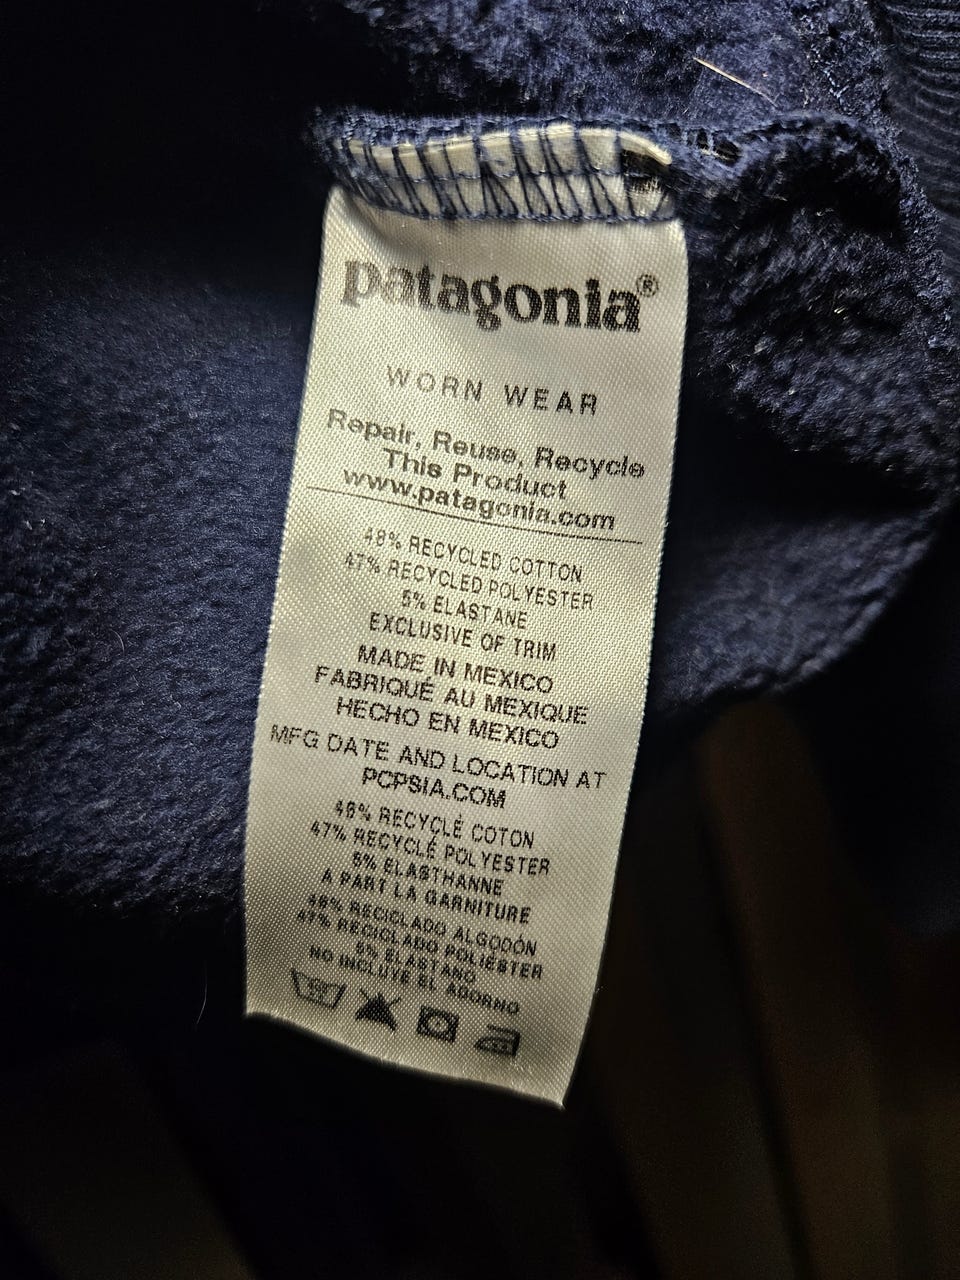 patagonia®
WORN WEAR
Repair, Reuse, Recycle
This Product
www.patagonia.com
48% RECYCLED COTTON
47% RECYCLED POLYESTER
5% ELASTANE
EXCLUSIVE OF TRIM
MADE IN MEXICO
FABRIQUÉ AU MEXIQUE
HECHO EN MEXICO
MFG DATE AND LOCATION AT
PCPSIA.COM
48% RECYCLÉ COTON
47% RECYCLÉ POLYESTER
5% ELASTHANNE
A PART LA GARNITURE
48% RECICLADO ALGODÓN
47% RECICLADO POLIÉSTER
5% ELASTANO
NO INCLUYE EL ADORNO